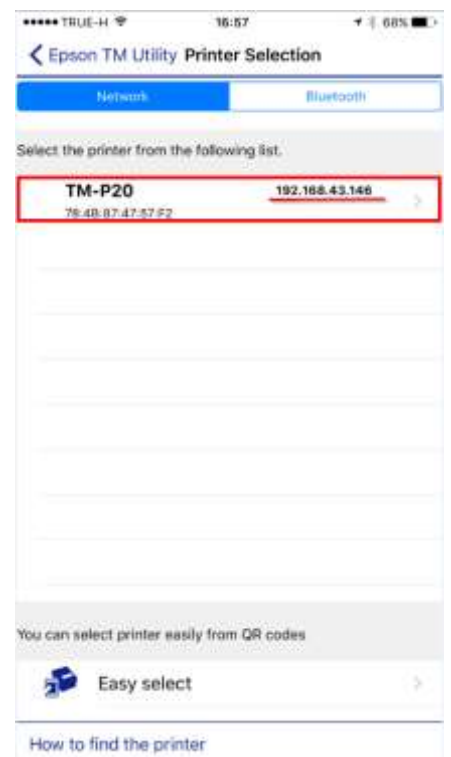 TRUE-H 16:57 68%
Epson TM Utility Printer Selection
Network Bluetooth
Select the printer from the following list.
TM-P20 192.168.43.146
78:4B:87:47:57:F2
You can select printer easily from QR codes
Easy select
How to find the printer